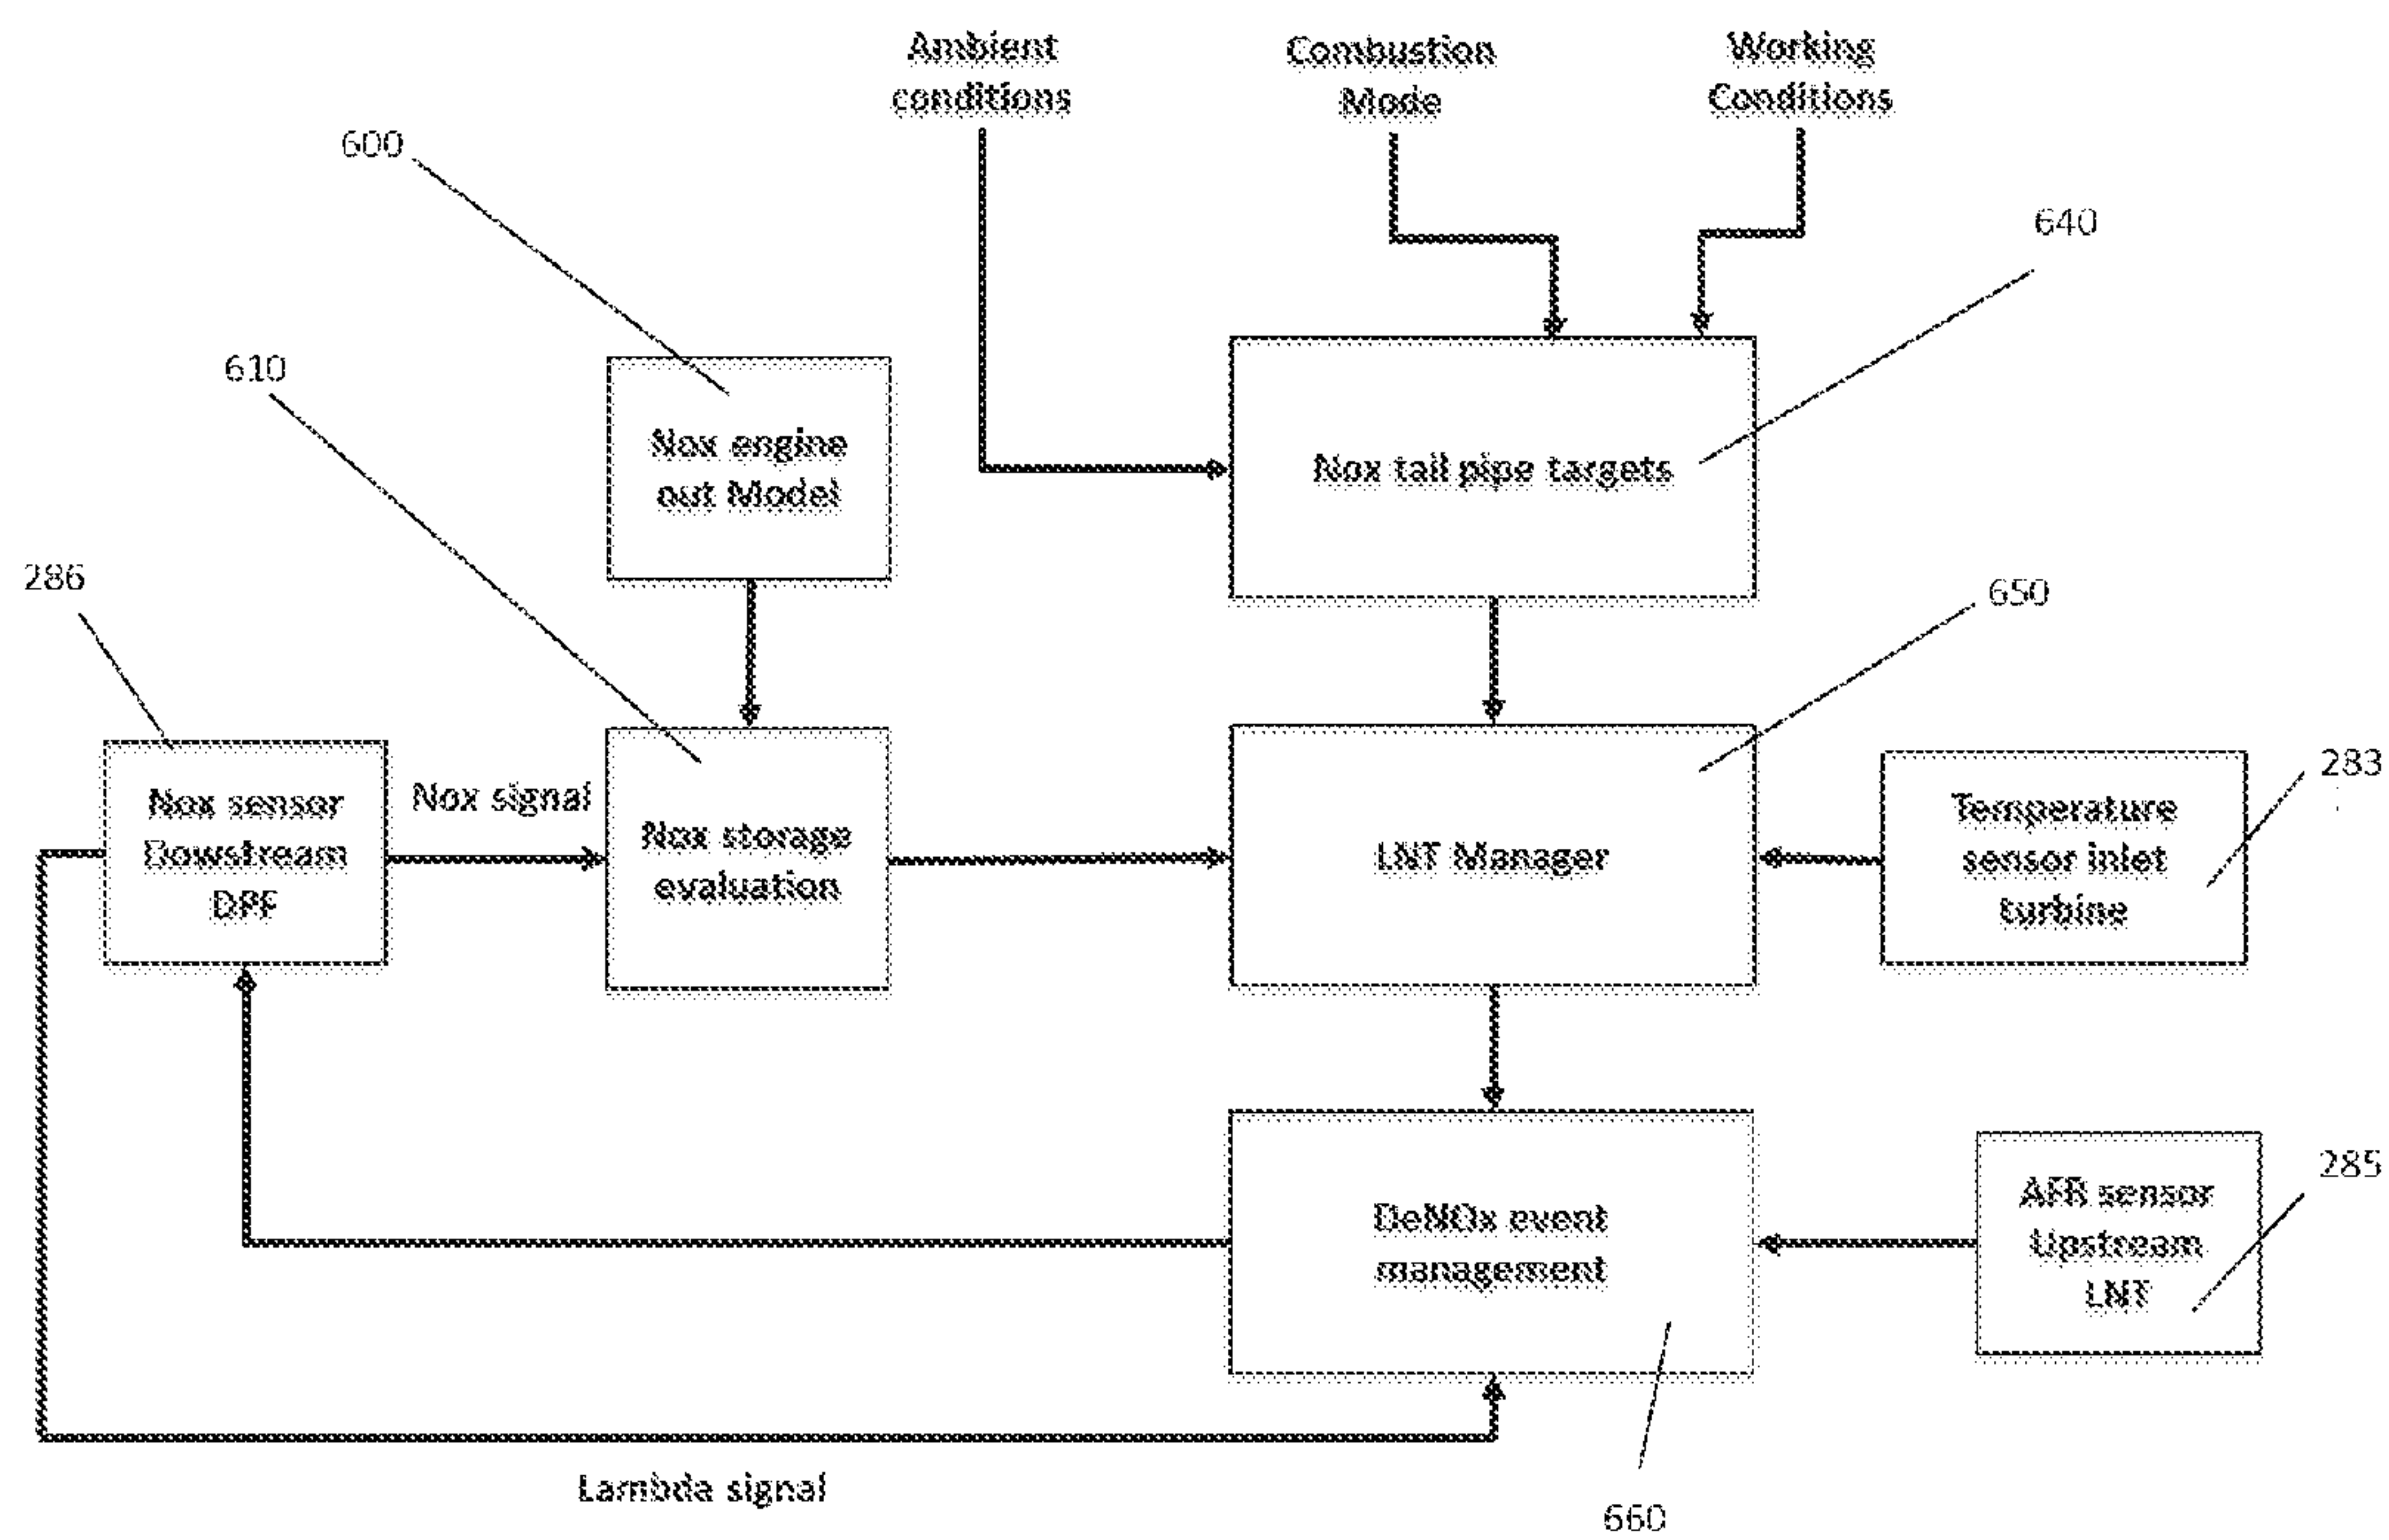 Ambient
conditions
Combustion
Mode
Working
Conditions
600
640
610
Nox engine
out Model
Nox tail pipe targets
286
650
Nox sensor
Dowstream
DPF
Nox signal
Nox storage
evaluation
LNT Manager
283
Temperature
sensor inlet
turbine
DeNOx event
management
285
AFR sensor
Upstream
LNT
Lambda signal
660